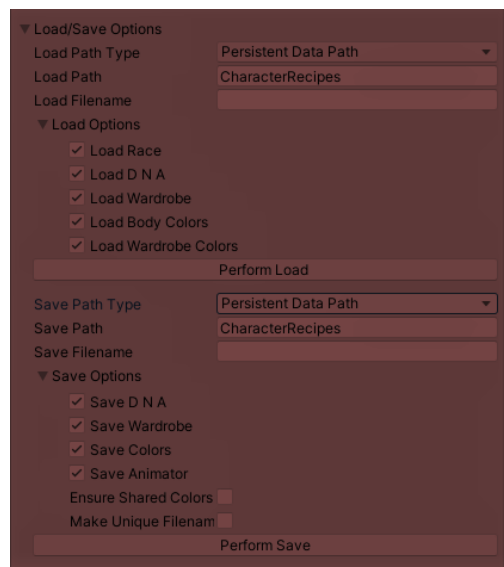 Load/Save Options
Load Path Type Persistent Data Path
Load Path CharacterRecipes
Load Filename
Load Options
Load Race
Load D N A
Load Wardrobe
Load Body Colors
Load Wardrobe Colors
Perform Load
Save Path Type Persistent Data Path
Save Path CharacterRecipes
Save Filename
Save Options
Save D N A
Save Wardrobe
Save Colors
Save Animator
Ensure Shared Colors
Make Unique Filenam
Perform Save